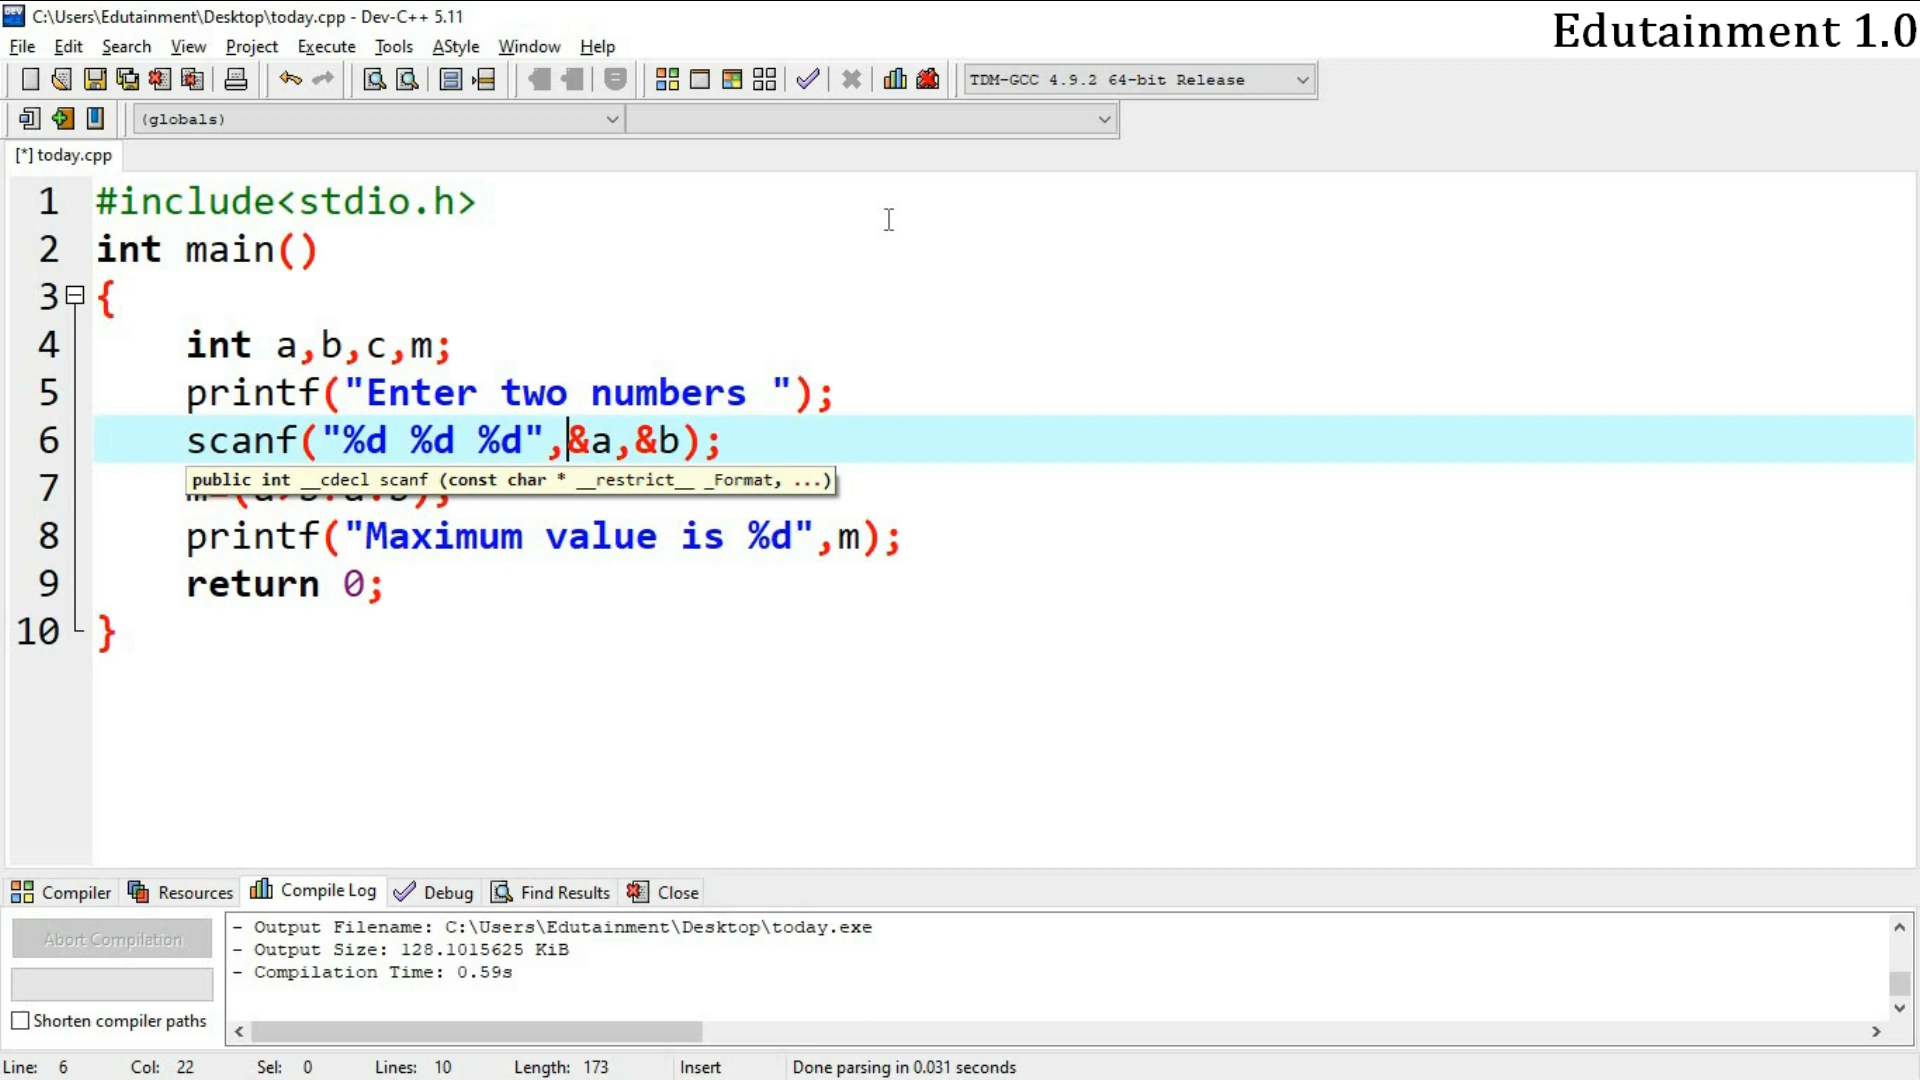 C:\Users\Edutainment\Desktop\today.cpp - Dev-C++ 5.11
Edutainment 1.0
File Edit Search View Project Execute Tools AStyle Window Help
TDM-GCC 4.9.2 64-bit Release
(globals)
[*] today.cpp
1 #include<stdio.h>
2 int main()
3 {
4 int a,b,c,m;
5 printf("Enter two numbers ");
6 scanf("%d %d %d",&a,&b);
public int __cdecl scanf (const char * __restrict__ _Format, ...)
7
8 printf("Maximum value is %d",m);
9 return 0;
10 }
Compiler Resources Compile Log Debug Find Results Close
Abort Compilation
- Output Filename: C:\Users\Edutainment\Desktop\today.exe
- Output Size: 128.1015625 KiB
- Compilation Time: 0.59s
Shorten compiler paths
Line: 6 Col: 22 Sel: 0 Lines: 10 Length: 173 Insert Done parsing in 0.031 seconds